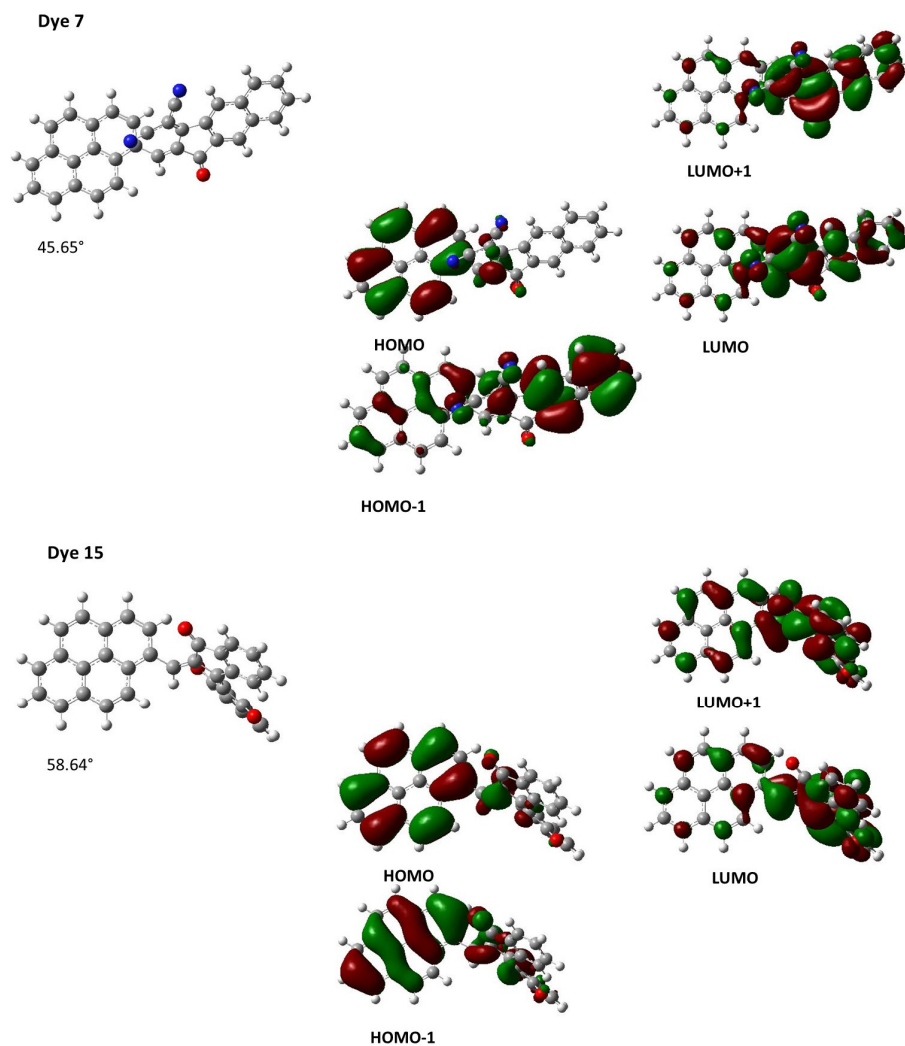 Dye 7
LUMO+1
45.65°
HOMO
LUMO
HOMO-1
Dye 15
LUMO+1
58.64°
HOMO
LUMO
HOMO-1